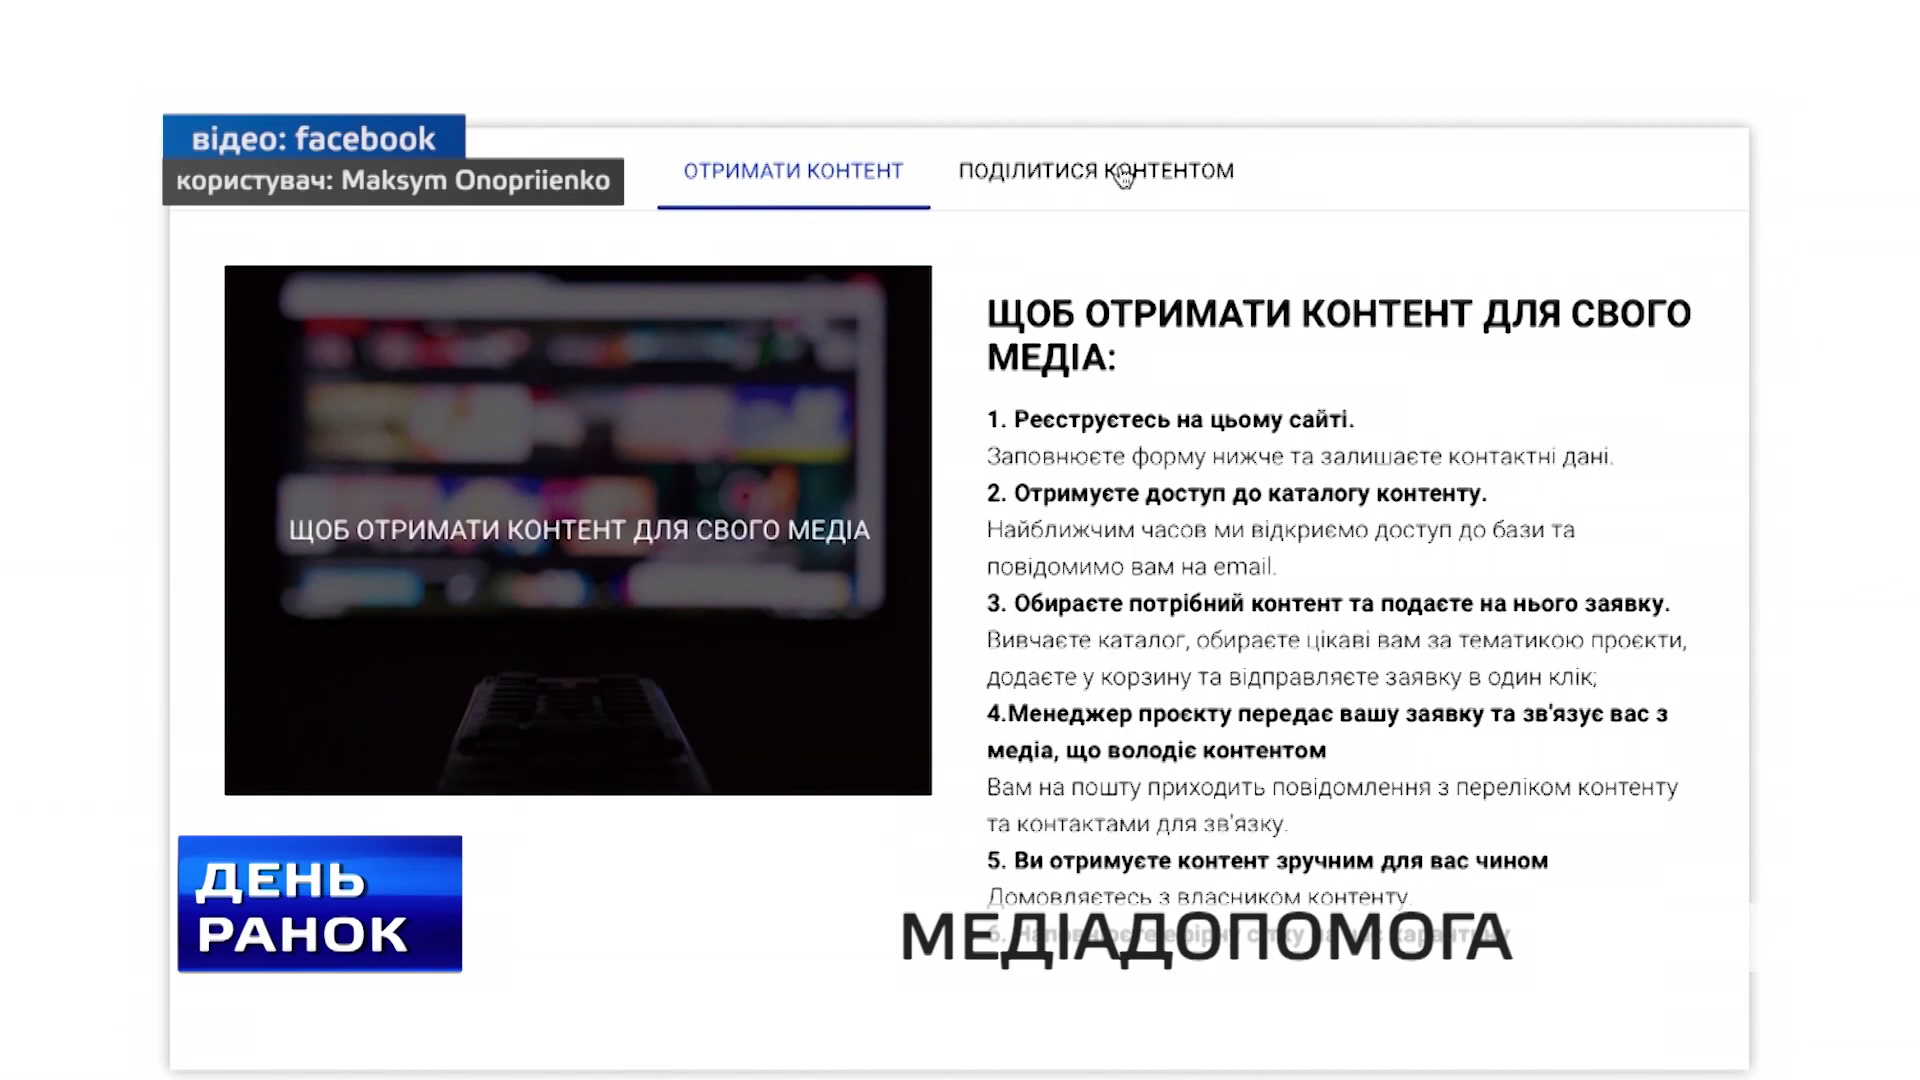 відео: facebook
користувач: Maksym Onopriienko
ОТРИМАТИ КОНТЕНТ
ПОДІЛИТИСЯ КОНТЕНТОМ
ЩОБ ОТРИМАТИ КОНТЕНТ ДЛЯ СВОГО МЕДІА
ЩОБ ОТРИМАТИ КОНТЕНТ ДЛЯ СВОГО
МЕДІА:
1. Реєструєтесь на цьому сайті.
Заповнюєте форму нижче та залишаєте контактні дані.
2. Отримуєте доступ до каталогу контенту.
Найближчим часов ми відкриємо доступ до бази та
повідомимо вам на email.
3. Обираєте потрібний контент та подаєте на нього заявку.
Вивчаєте каталог, обираєте цікаві вам за тематикою проєкти,
додаєте у корзину та відправляєте заявку в один клік;
4.Менеджер проєкту передає вашу заявку та зв'язує вас з
медіа, що володіє контентом
Вам на пошту приходить повідомлення з переліком контенту
та контактами для зв'язку.
5. Ви отримуєте контент зручним для вас чином
Домовляєтесь з власником контенту.
МЕДІАДОПОМОГА
ДЕНЬ
РАНОК